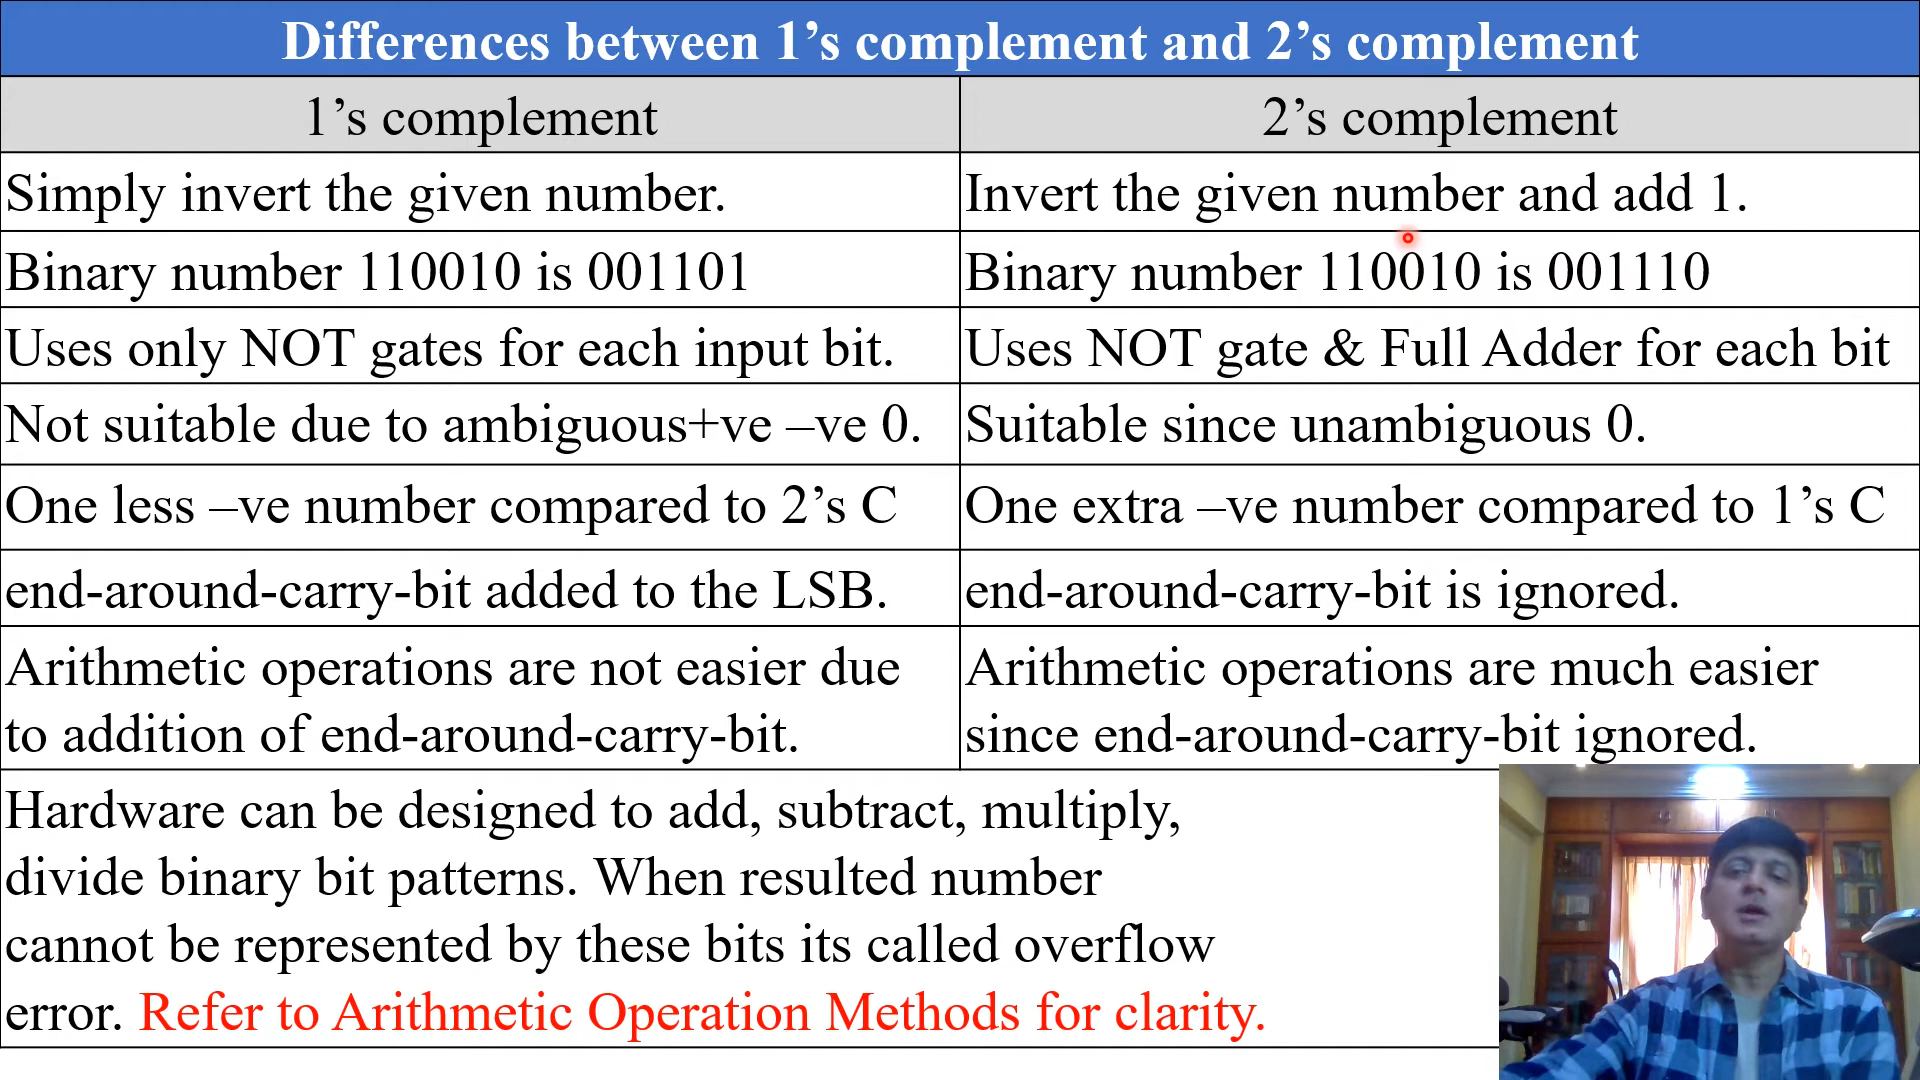 Differences between 1’s complement and 2’s complement
1’s complement
2’s complement
Simply invert the given number.
Invert the given number and add 1.
Binary number 110010 is 001101
Binary number 110010 is 001110
Uses only NOT gates for each input bit.
Uses NOT gate & Full Adder for each bit
Not suitable due to ambiguous+ve –ve 0.
Suitable since unambiguous 0.
One less –ve number compared to 2’s C
One extra –ve number compared to 1’s C
end-around-carry-bit added to the LSB.
end-around-carry-bit is ignored.
Arithmetic operations are not easier due
to addition of end-around-carry-bit.
Arithmetic operations are much easier
since end-around-carry-bit ignored.
Hardware can be designed to add, subtract, multiply,
divide binary bit patterns. When resulted number
cannot be represented by these bits its called overflow
error. Refer to Arithmetic Operation Methods for clarity.